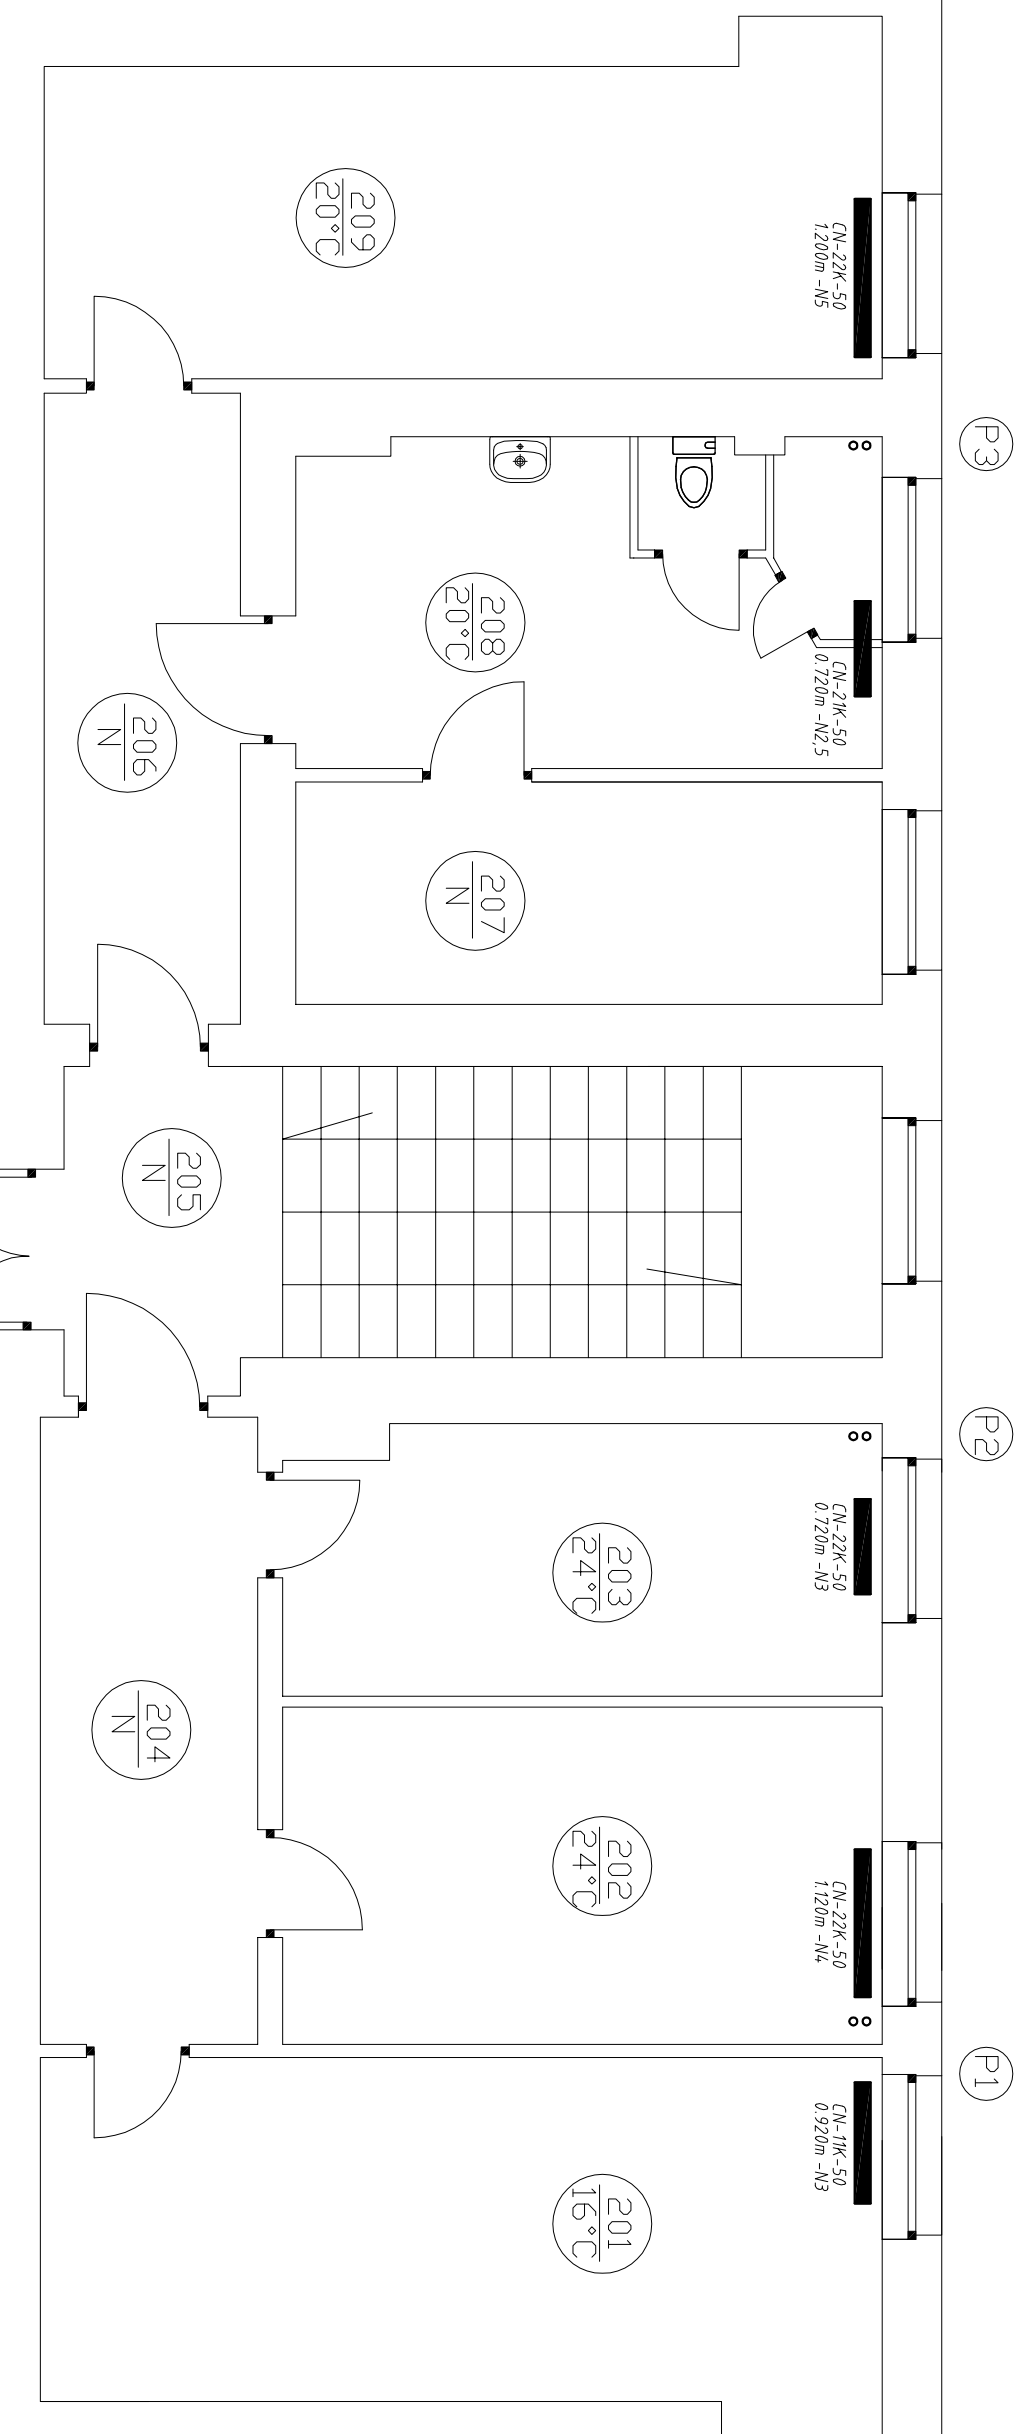 209
20°C
CN-22K-50
1.200m -N5
P3
208
20°C
CN-21K-50
0.720m -N2,5
206
N
207
N
205
N
P2
203
24°C
CN-22K-50
0.720m -N3
204
N
202
24°C
CN-22K-50
1.120m -N4
P1
201
16°C
CN-11K-50
0.920m -N3